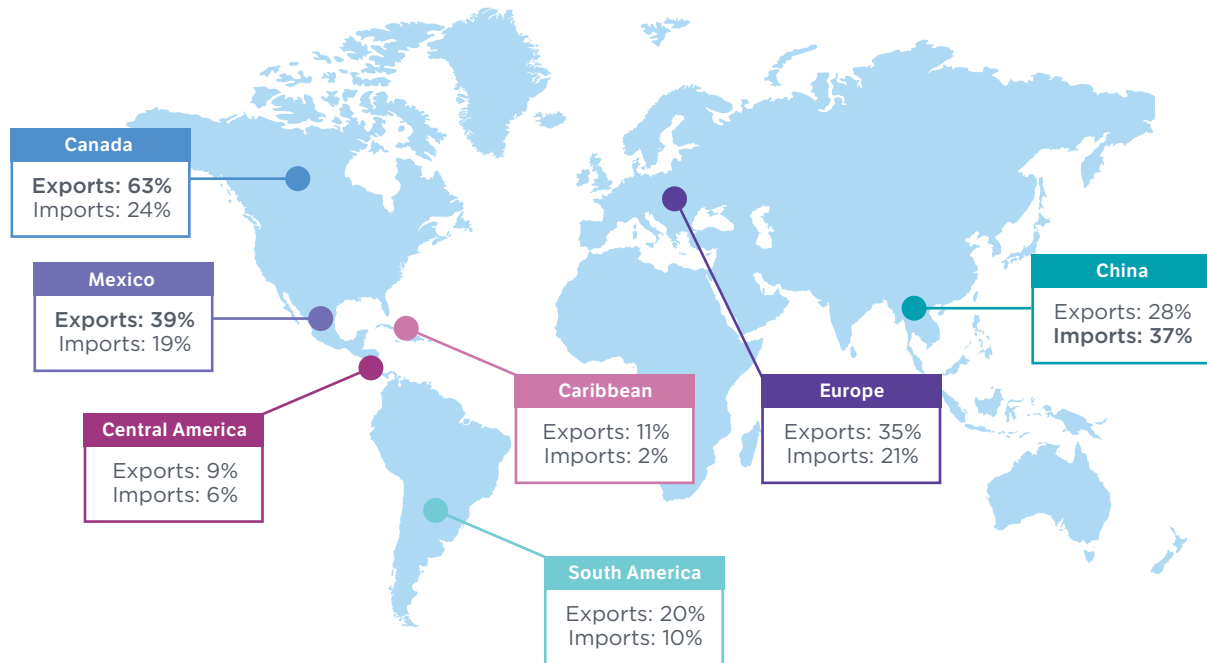 Canada
Exports: 63%
Imports: 24%
Mexico
Exports: 39%
Imports: 19%
Central America
Exports: 9%
Imports: 6%
Caribbean
Exports: 11%
Imports: 2%
South America
Exports: 20%
Imports: 10%
Europe
Exports: 35%
Imports: 21%
China
Exports: 28%
Imports: 37%